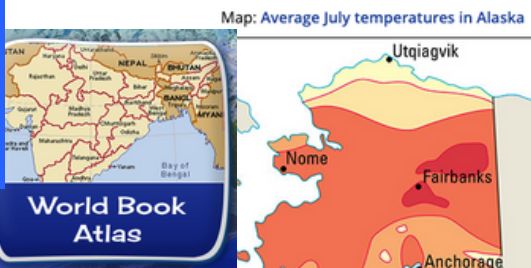 Map: Average July temperatures in Alaska
Utqiagvik
Nome
Fairbanks
Anchorage
NEPAL
BHUTAN
Rajasthan
Uttar
Pradesh
Bihar
Gujarat
Madhya
Pradesh
Odisha
Maharashtra
Telangana
Yanam
Bay of
Bengal
World Book
Atlas